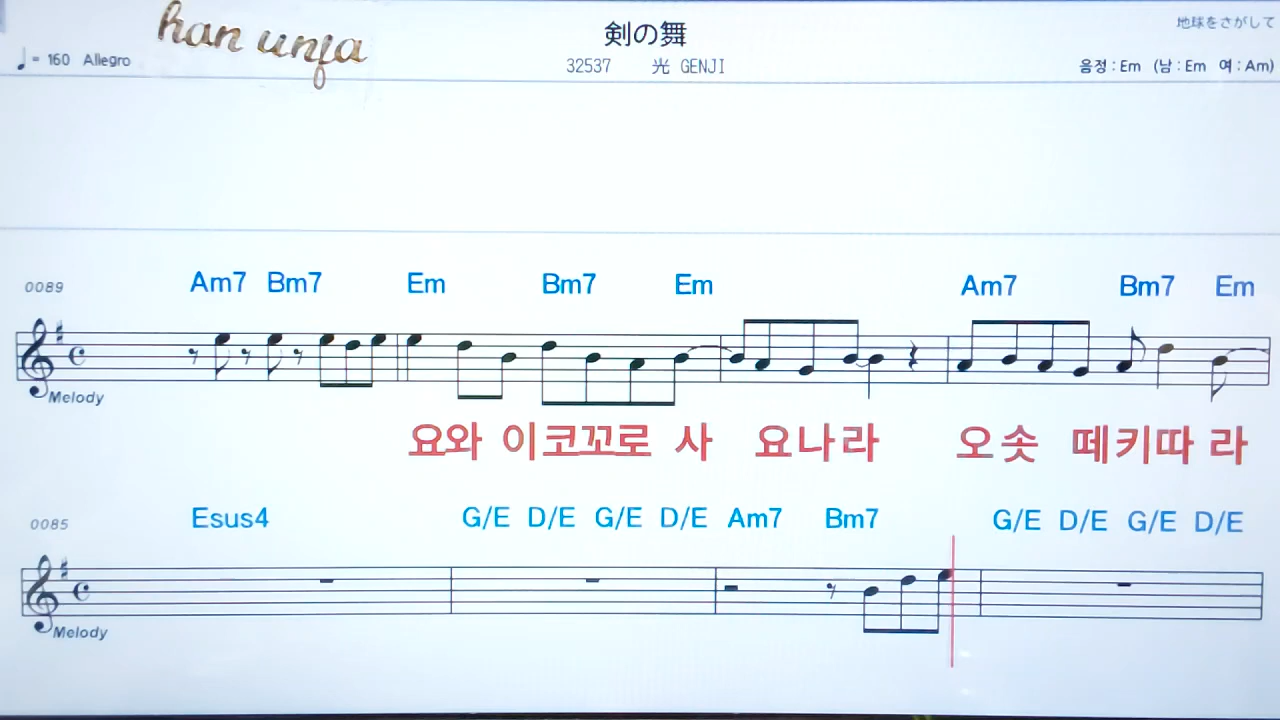 han unja
剣の舞
地球をさがして
♩= 160 Allegro
32537 光 GENJI
음정 : Em (남 : Em 여 : Am)
0089 Am7 Bm7 Em Bm7 Em Am7 Bm7 Em
Melody
요와 이코꼬로 사 요나라 오솟 떼키따 라
0085 Esus4 G/E D/E G/E D/E Am7 Bm7 G/E D/E G/E D/E
Melody